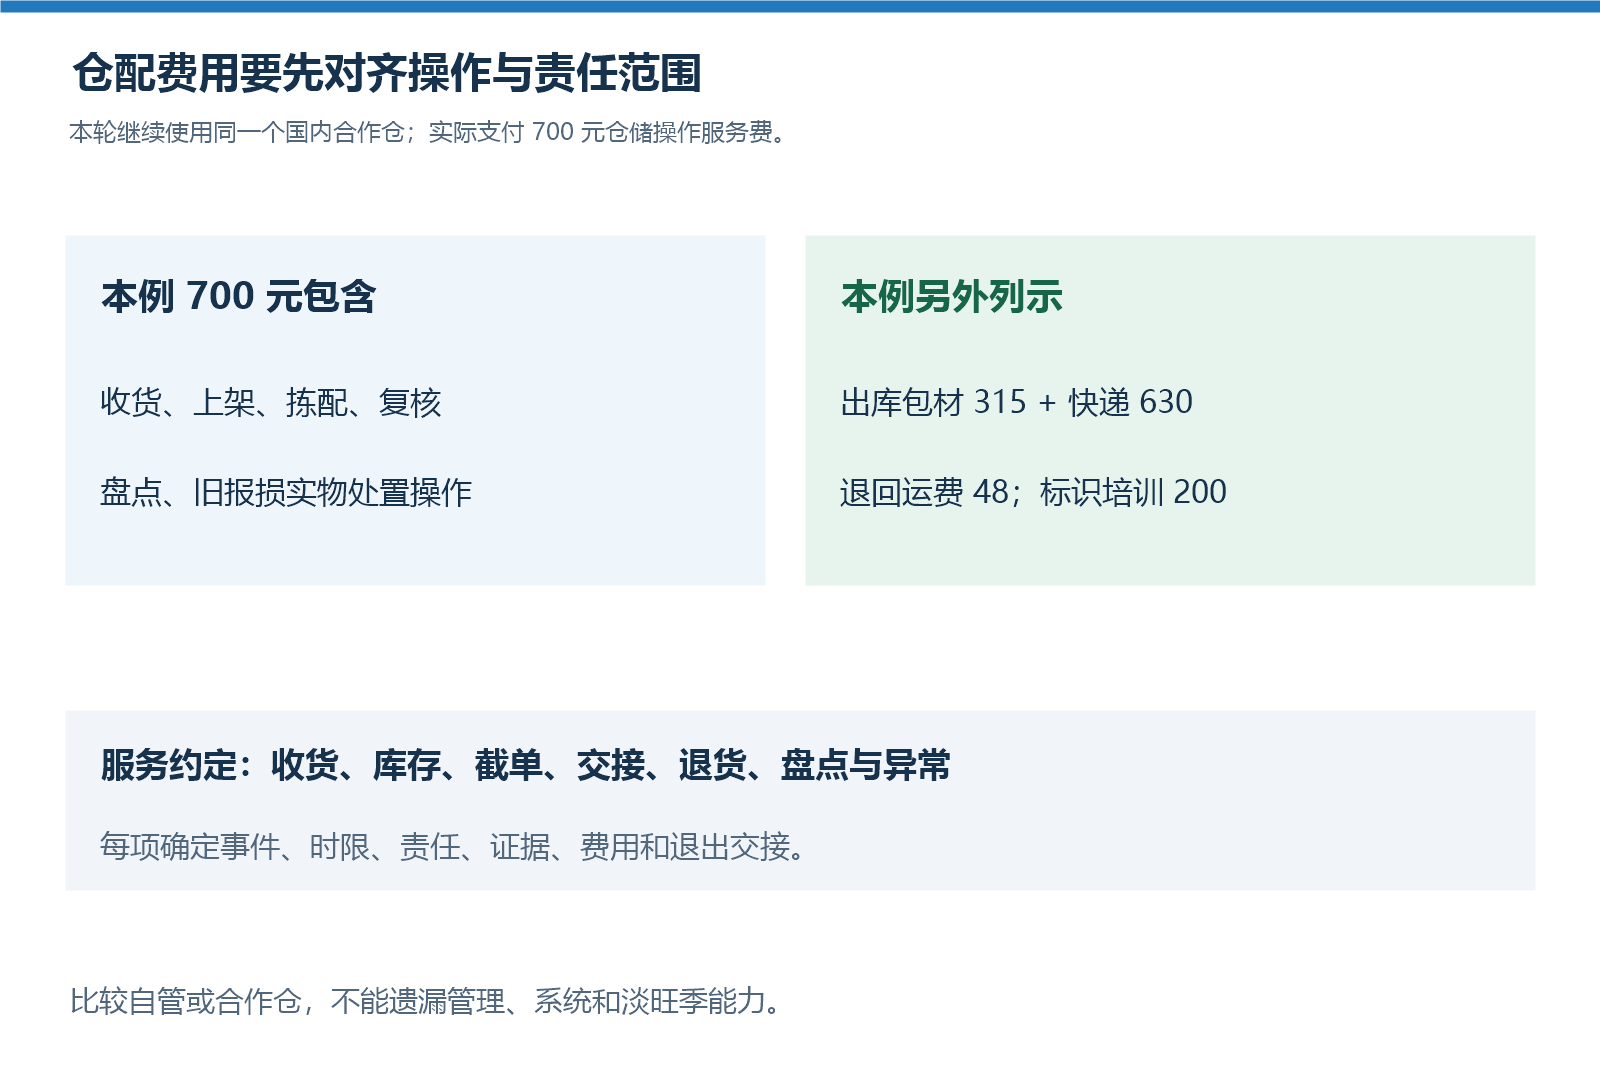 仓配费用要先对齐操作与责任范围
本轮继续使用同一个国内合作仓；实际支付 700 元仓储操作服务费。
本例 700 元包含
收货、上架、拣配、复核
盘点、旧报损实物处置操作
本例另外列示
出库包材 315 + 快递 630
退回运费 48；标识培训 200
服务约定：收货、库存、截单、交接、退货、盘点与异常
每项确定事件、时限、责任、证据、费用和退出交接。
比较自管或合作仓，不能遗漏管理、系统和淡旺季能力。